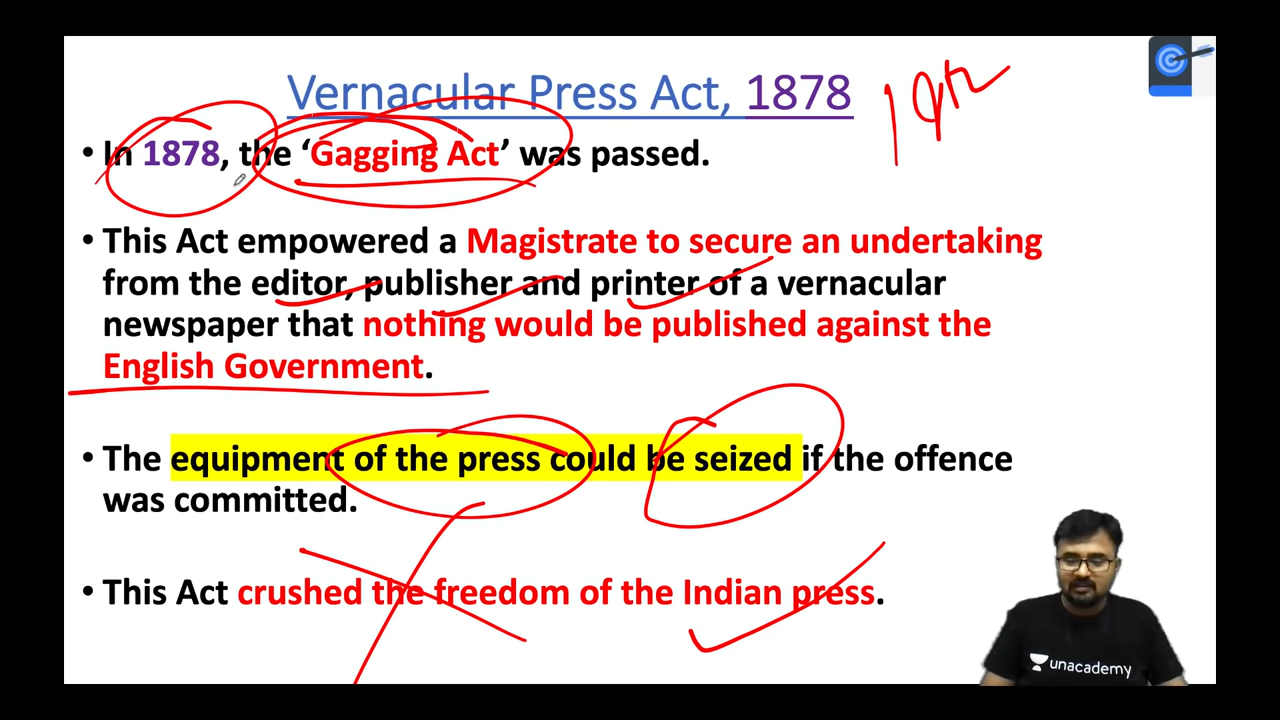 Vernacular Press Act, 1878
• In 1878, the ‘Gagging Act’ was passed.
• This Act empowered a Magistrate to secure an undertaking
from the editor, publisher and printer of a vernacular
newspaper that nothing would be published against the
English Government.
• The equipment of the press could be seized if the offence
was committed.
• This Act crushed the freedom of the Indian press.
unacademy